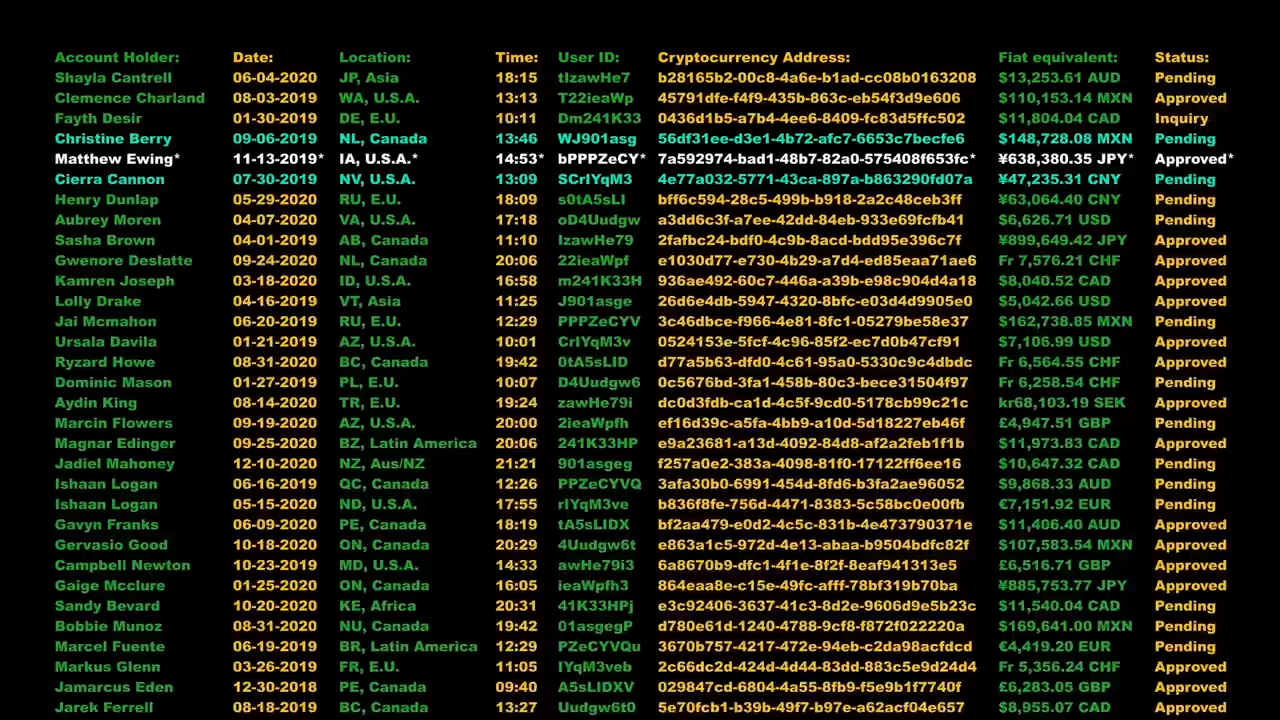 Account Holder: Date: Location: Time: User ID: Cryptocurrency Address: Fiat equivalent: Status:
Shayla Cantrell 06-04-2020 JP, Asia 18:15 tIzawHe7 b28165b2-00c8-4a6e-b1ad-cc08b0163208 $13,253.61 AUD Pending
Clemence Charland 08-03-2019 WA, U.S.A. 13:13 T22ieaWp 45791dfe-f4f9-435b-863c-eb54f3d9e606 $110,153.14 MXN Approved
Fayth Desir 01-30-2019 DE, E.U. 10:11 Dm241K33 0436d1b5-a7b4-4ee6-8409-fc83d5ffc502 $11,804.04 CAD Inquiry
Christine Berry 09-06-2019 NL, Canada 13:46 WJ901asg 56df31ee-d3e1-4b72-afc7-6653c7becfe6 $148,728.08 MXN Pending
Matthew Ewing* 11-13-2019* IA, U.S.A.* 14:53* bPPPZeCY* 7a592974-bad1-48b7-82a0-575408f653fc* ¥638,380.35 JPY* Approved*
Cierra Cannon 07-30-2019 NV, U.S.A. 13:09 SCrIYqM3 4e77a032-5771-43ca-897a-b863290fd07a ¥47,235.31 CNY Pending
Henry Dunlap 05-29-2020 RU, E.U. 18:09 s0tA5sLI bff6c594-28c5-499b-b918-2a2c48ceb3ff ¥63,064.40 CNY Pending
Aubrey Moren 04-07-2020 VA, U.S.A. 17:18 oD4Uudgw a3dd6c3f-a7ee-42dd-84eb-933e69fcfb41 $6,626.71 USD Pending
Sasha Brown 04-01-2019 AB, Canada 11:10 IzawHe79 2fafbc24-bdf0-4c9b-8acd-bdd95e396c7f ¥899,649.42 JPY Approved
Gwenore Deslatte 09-24-2020 NL, Canada 20:06 22ieaWpf e1030d77-e730-4b29-a7d4-ed85eaa71ae6 Fr 7,576.21 CHF Approved
Kamren Joseph 03-18-2020 ID, U.S.A. 16:58 m241K33H 936ae492-60c7-446a-a39b-e98c904d4a18 $8,040.52 CAD Approved
Lolly Drake 04-16-2019 VT, Asia 11:25 J901asge 26d6e4db-5947-4320-8bfc-e03d4d9905e0 $5,042.66 USD Approved
Jai Mcmahon 06-20-2019 RU, E.U. 12:29 PPPZeCYV 3c46dbce-f966-4e81-8fc1-05279be58e37 $162,738.85 MXN Pending
Ursala Davila 01-21-2019 AZ, U.S.A. 10:01 CrIYqM3v 0524153e-5fcf-4c96-85f2-ec7d0b47cf91 $7,106.99 USD Approved
Ryzard Howe 08-31-2020 BC, Canada 19:42 0tA5sLID d77a5b63-dfd0-4c61-95a0-5330c9c4dbdc Fr 6,564.55 CHF Approved
Dominic Mason 01-27-2019 PL, E.U. 10:07 D4Uudgw6 0c5676bd-3fa1-458b-80c3-bece31504f97 Fr 6,258.54 CHF Pending
Aydin King 08-14-2020 TR, E.U. 19:24 zawHe79i dc0d3fdb-ca1d-4c5f-9cd0-5178cb99c21c kr68,103.19 SEK Approved
Marcin Flowers 09-19-2020 AZ, U.S.A. 20:00 2ieaWpfh ef16d39c-a5fa-4bb9-a10d-5d18227eb46f £4,947.51 GBP Pending
Magnar Edinger 09-25-2020 BZ, Latin America 20:06 241K33HP e9a23681-a13d-4092-84d8-af2a2feb1f1b $11,973.83 CAD Approved
Jadiel Mahoney 12-10-2020 NZ, Aus/NZ 21:21 901asgeg f257a0e2-383a-4098-81f0-17122ff6ee16 $10,647.32 CAD Pending
Ishaan Logan 06-16-2019 QC, Canada 12:26 PPZeCYVQ 3afa30b0-6991-454d-8fd6-b3fa2ae96052 $9,868.33 AUD Pending
Ishaan Logan 05-15-2020 ND, U.S.A. 17:55 rIYqM3ve b836f8fe-756d-4471-8383-5c58bc0e00fb €7,151.92 EUR Pending
Gavyn Franks 06-09-2020 PE, Canada 18:19 tA5sLIDX bf2aa479-e0d2-4c5c-831b-4e473790371e $11,406.40 AUD Approved
Gervasio Good 10-18-2020 ON, Canada 20:29 4Uudgw6t e863a1c5-972d-4e13-abaa-b9504bdfc82f $107,583.54 MXN Approved
Campbell Newton 10-23-2019 MD, U.S.A. 14:33 awHe79i3 6a8670b9-dfc1-4f1e-8f2f-8eaf941313e5 £6,516.71 GBP Approved
Gaige Mcclure 01-25-2020 ON, Canada 16:05 ieaWpfh3 864eaa8e-c15e-49fc-afff-78bf319b70ba ¥885,753.77 JPY Approved
Sandy Bevard 10-20-2020 KE, Africa 20:31 41K33HPj e3c92406-3637-41c3-8d2e-9606d9e5b23c $11,540.04 CAD Pending
Bobbie Munoz 08-31-2020 NU, Canada 19:42 01asgegP d780e61d-1240-4788-9cf8-f872f022220a $169,641.00 MXN Pending
Marcel Fuente 06-19-2019 BR, Latin America 12:29 PZeCYVQu 3670b757-4217-472e-94eb-c2da98acfdcd €4,419.20 EUR Pending
Markus Glenn 03-26-2019 FR, E.U. 11:05 IYqM3veb 2c66dc2d-424d-4d44-83dd-883c5e9d24d4 Fr 5,356.24 CHF Approved
Jamarcus Eden 12-30-2018 PE, Canada 09:40 A5sLIDXV 029847cd-6804-4a55-8fb9-f5e9b1f7740f £6,283.05 GBP Approved
Jarek Ferrell 08-18-2019 BC, Canada 13:27 Uudgw6t0 5e70fcb1-b39b-49f7-b97e-a62acf04e657 $8,955.07 CAD Approved